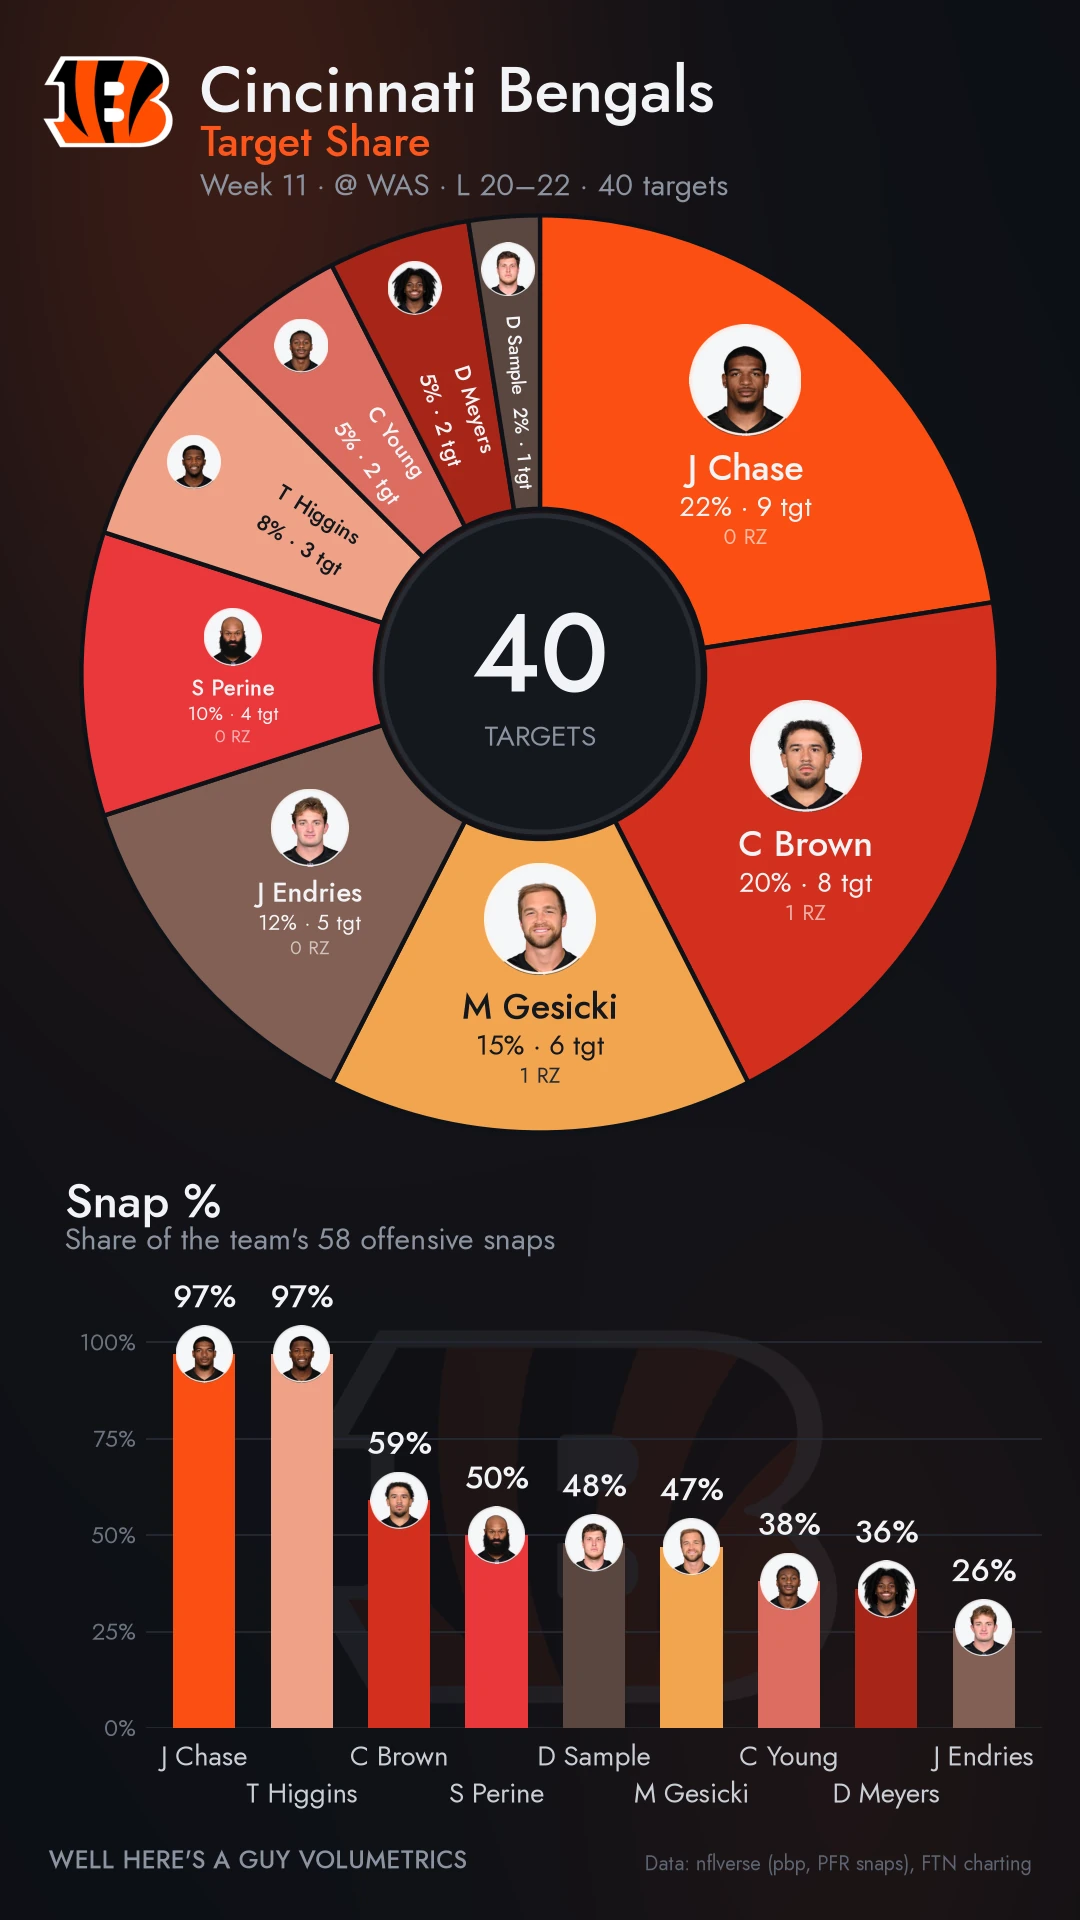 Cincinnati Bengals
Target Share
Week 11 · @ WAS · L 20–22 · 40 targets
J Chase
22% · 9 tgt
0 RZ
C Brown
20% · 8 tgt
1 RZ
M Gesicki
15% · 6 tgt
1 RZ
J Endries
12% · 5 tgt
0 RZ
S Perine
10% · 4 tgt
0 RZ
T Higgins
8% · 3 tgt
C Young
5% · 2 tgt
D Meyers
5% · 2 tgt
D Sample
2% · 1 tgt
40
TARGETS
Snap %
Share of the team's 58 offensive snaps
97% 97% 59% 50% 48% 47% 38% 36% 26%
100%
75%
50%
25%
0%
J Chase C Brown D Sample C Young J Endries
T Higgins S Perine M Gesicki D Meyers
WELL HERE'S A GUY VOLUMETRICS
Data: nflverse (pbp, PFR snaps), FTN charting